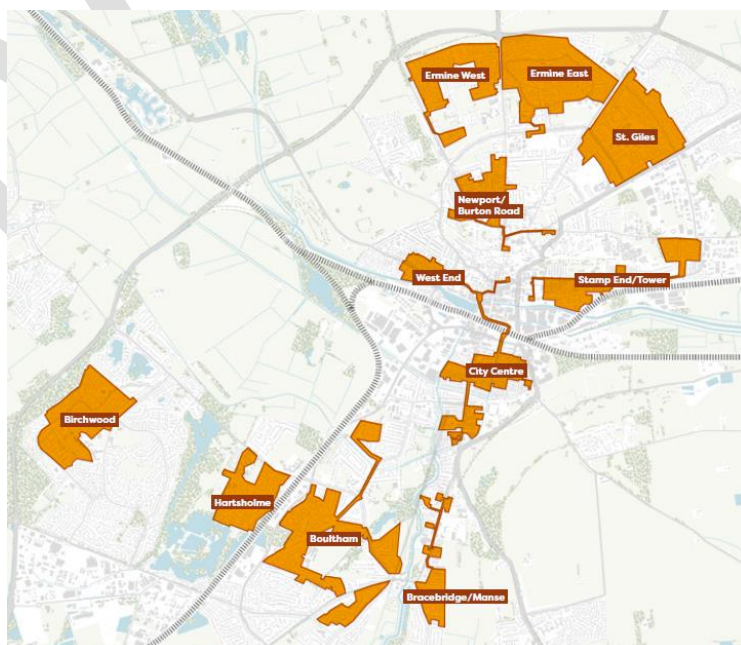 Ermine West
Ermine East
St. Giles
Newport/
Burton Road
West End
Stamp End/Tower
City Centre
Birchwood
Hartsholme
Boultham
Bracebridge/Manse